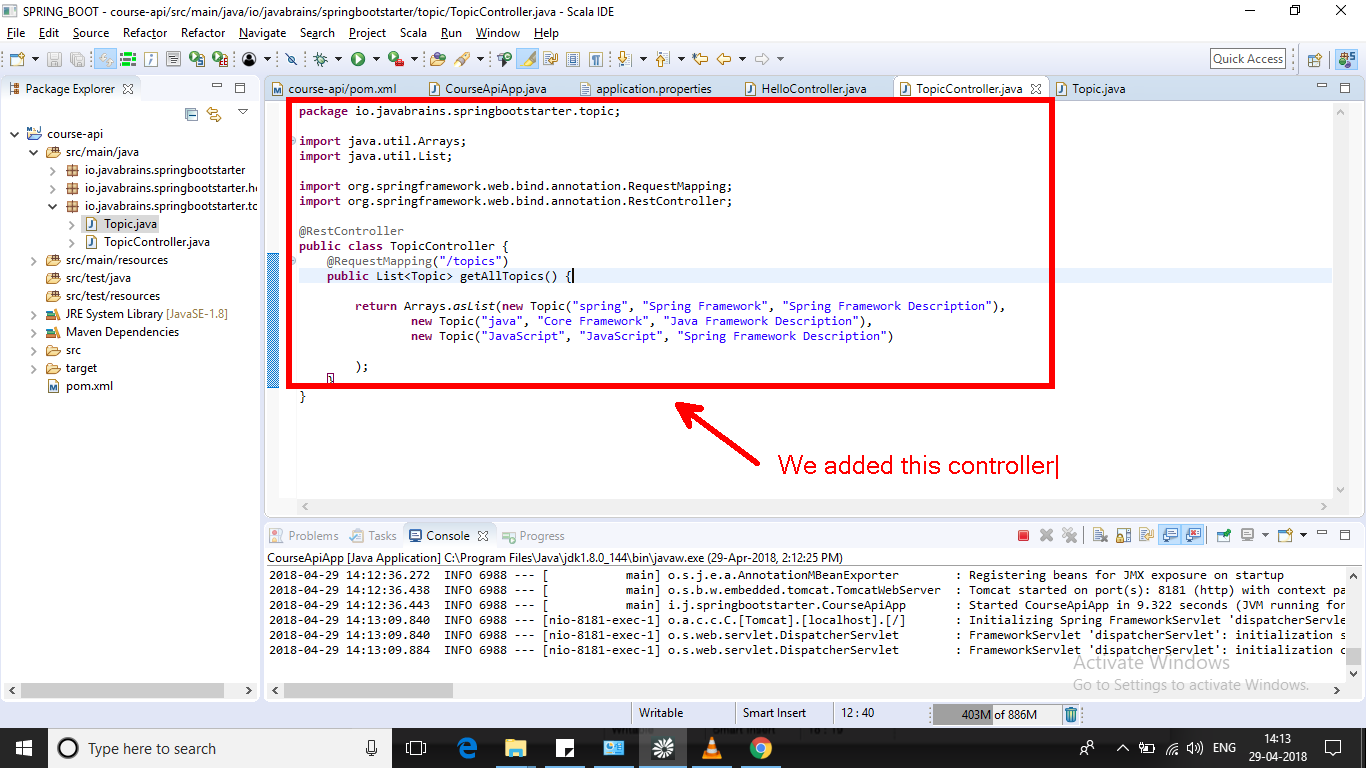 SPRING_BOOT - course-api/src/main/java/io/javabrains/springbootstarter/topic/TopicController.java - Scala IDE
File Edit Source Refactor Refactor Navigate Search Project Scala Run Window Help
Quick Access
Package Explorer
course-api/pom.xml CourseApiApp.java application.properties HelloController.java TopicController.java Topic.java
course-api
src/main/java
io.javabrains.springbootstarter
io.javabrains.springbootstarter.he
io.javabrains.springbootstarter.tc
Topic.java
TopicController.java
src/main/resources
src/test/java
src/test/resources
JRE System Library [JavaSE-1.8]
Maven Dependencies
src
target
pom.xml
package io.javabrains.springbootstarter.topic;
import java.util.Arrays;
import java.util.List;
import org.springframework.web.bind.annotation.RequestMapping;
import org.springframework.web.bind.annotation.RestController;
@RestController
public class TopicController {
@RequestMapping("/topics")
public List<Topic> getAllTopics() {
return Arrays.asList(new Topic("spring", "Spring Framework", "Spring Framework Description"),
new Topic("java", "Core Framework", "Java Framework Description"),
new Topic("JavaScript", "JavaScript", "Spring Framework Description")
);
}
}
We added this controller
Problems Tasks Console Progress
CourseApiApp [Java Application] C:\Program Files\Java\jdk1.8.0_144\bin\javaw.exe (29-Apr-2018, 2:12:25 PM)
2018-04-29 14:12:36.272 INFO 6988 --- [ main] o.s.j.e.a.AnnotationMBeanExporter : Registering beans for JMX exposure on startup
2018-04-29 14:12:36.438 INFO 6988 --- [ main] o.s.b.w.embedded.tomcat.TomcatWebServer : Tomcat started on port(s): 8181 (http) with context pa
2018-04-29 14:12:36.443 INFO 6988 --- [ main] i.j.springbootstarter.CourseApiApp : Started CourseApiApp in 9.322 seconds (JVM running for
2018-04-29 14:13:09.840 INFO 6988 --- [nio-8181-exec-1] o.a.c.c.C.[Tomcat].[localhost].[/] : Initializing Spring FrameworkServlet 'dispatcherServle
2018-04-29 14:13:09.840 INFO 6988 --- [nio-8181-exec-1] o.s.web.servlet.DispatcherServlet : FrameworkServlet 'dispatcherServlet': initialization s
2018-04-29 14:13:09.884 INFO 6988 --- [nio-8181-exec-1] o.s.web.servlet.DispatcherServlet : FrameworkServlet 'dispatcherServlet': initialization c
Activate Windows
Go to Settings to activate Windows.
Writable Smart Insert 12 : 40 403M of 886M
Type here to search
ENG
14:13
29-04-2018